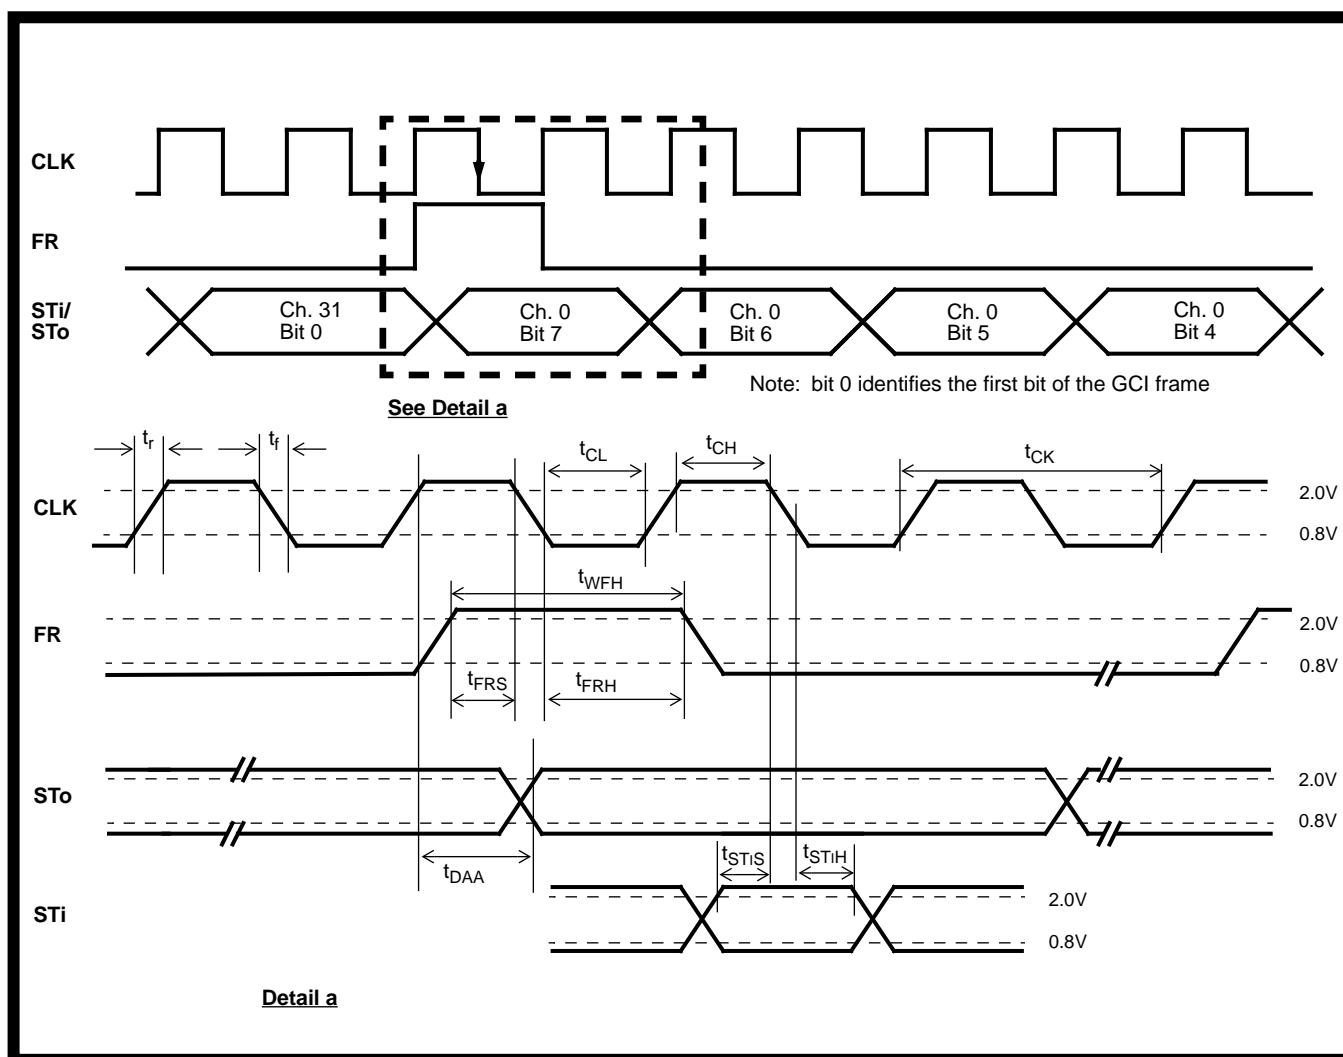 CLK
FR
STi/
STo
Ch. 31
Bit 0
Ch. 0
Bit 7
Ch. 0
Bit 6
Ch. 0
Bit 5
Ch. 0
Bit 4
Note: bit 0 identifies the first bit of the GCI frame
See Detail a
tr
tf
tCL
tCH
tCK
CLK
2.0V
0.8V
tWFH
FR
2.0V
0.8V
tFRS
tFRH
STo
2.0V
0.8V
tDAA
tSTiS
tSTiH
STi
2.0V
0.8V
Detail a